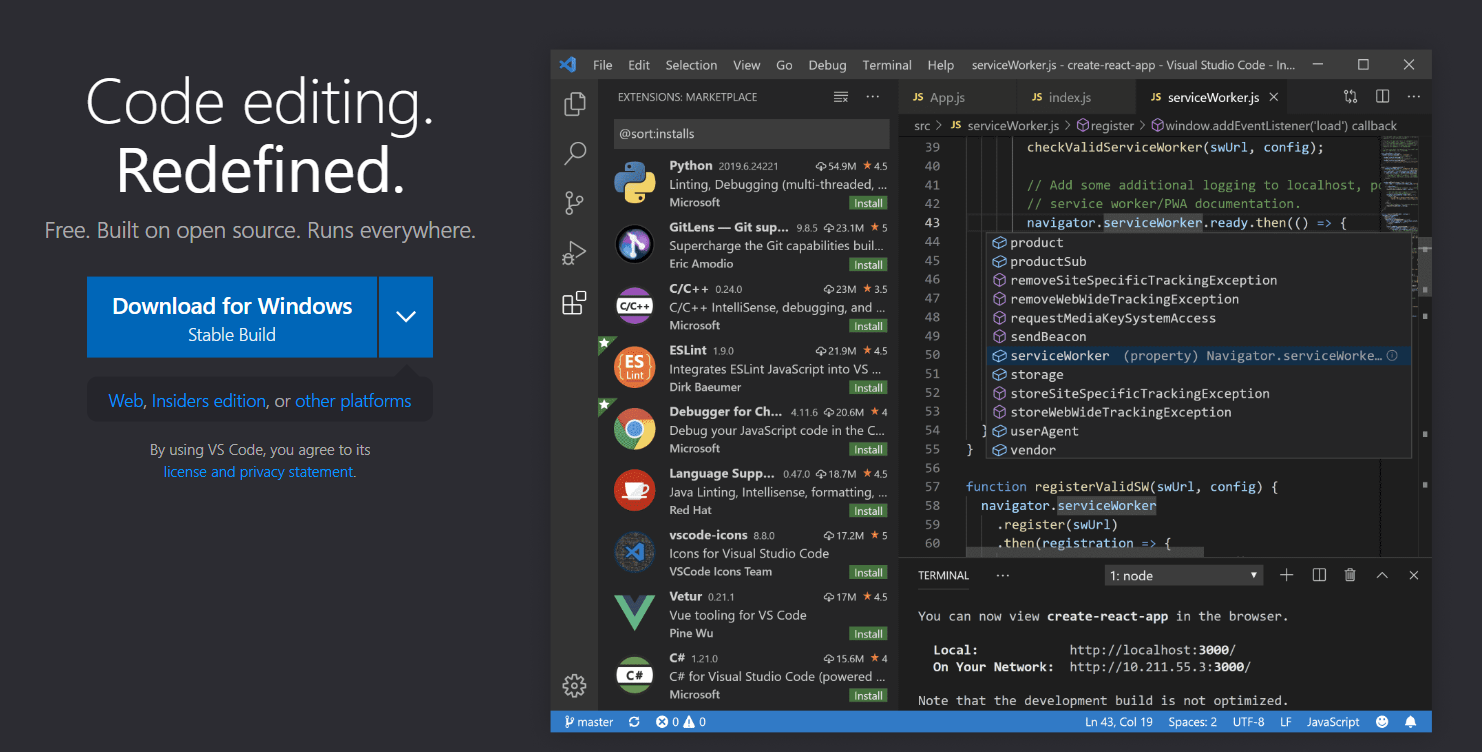 Code editing.
Redefined.
Free. Built on open source. Runs everywhere.
Download for Windows
Stable Build
Web, Insiders edition, or other platforms
By using VS Code, you agree to its
license and privacy statement.
File Edit Selection View Go Debug Terminal Help serviceWorker.js - create-react-app - Visual Studio Code - In...
EXTENSIONS: MARKETPLACE
@sort:installs
Python 2019.6.24221 54.9M ★ 4.5
Linting, Debugging (multi-threaded, ...
Microsoft Install
GitLens — Git sup... 9.8.5 23.1M ★ 5
Supercharge the Git capabilities buil...
Eric Amodio Install
C/C++
C/C++ 0.24.0 23M ★ 3.5
C/C++ IntelliSense, debugging, and ...
Microsoft Install
ES
Lint
ESLint 1.9.0 21.9M ★ 4.5
Integrates ESLint JavaScript into VS ...
Dirk Baeumer Install
Debugger for Ch... 4.11.6 20.6M ★ 4
Debug your JavaScript code in the C...
Microsoft Install
Language Supp... 0.47.0 18.7M ★ 4.5
Java Linting, Intellisense, formatting, ...
Red Hat Install
vscode-icons 8.8.0 17.2M ★ 5
Icons for Visual Studio Code
VSCode Icons Team Install
Vetur 0.21.1 17M ★ 4.5
Vue tooling for VS Code
Pine Wu Install
C#
C# 1.21.0 15.6M ★ 4
C# for Visual Studio Code (powered ...
Microsoft Install
JS App.js JS index.js JS serviceWorker.js
src > JS serviceWorker.js > register > window.addEventListener('load') callback
39 checkValidServiceWorker(swUrl, config);
40
41 // Add some additional logging to localhost, po
42 // service worker/PWA documentation.
43 navigator.serviceWorker.ready.then(() => {
44 product
45 productSub
46 removeSiteSpecificTrackingException
47 removeWebWideTrackingException
48 requestMediaKeySystemAccess
49 sendBeacon
50 serviceWorker (property) Navigator.serviceWorke...
51 storage
52 storeSiteSpecificTrackingException
53 storeWebWideTrackingException
54 } userAgent
55 } vendor
56
57 function registerValidSW(swUrl, config) {
58 navigator.serviceWorker
59 .register(swUrl)
60 .then(registration => {
TERMINAL ... 1: node
You can now view create-react-app in the browser.
Local: http://localhost:3000/
On Your Network: http://10.211.55.3:3000/
Note that the development build is not optimized.
master 0 0 Ln 43, Col 19 Spaces: 2 UTF-8 LF JavaScript